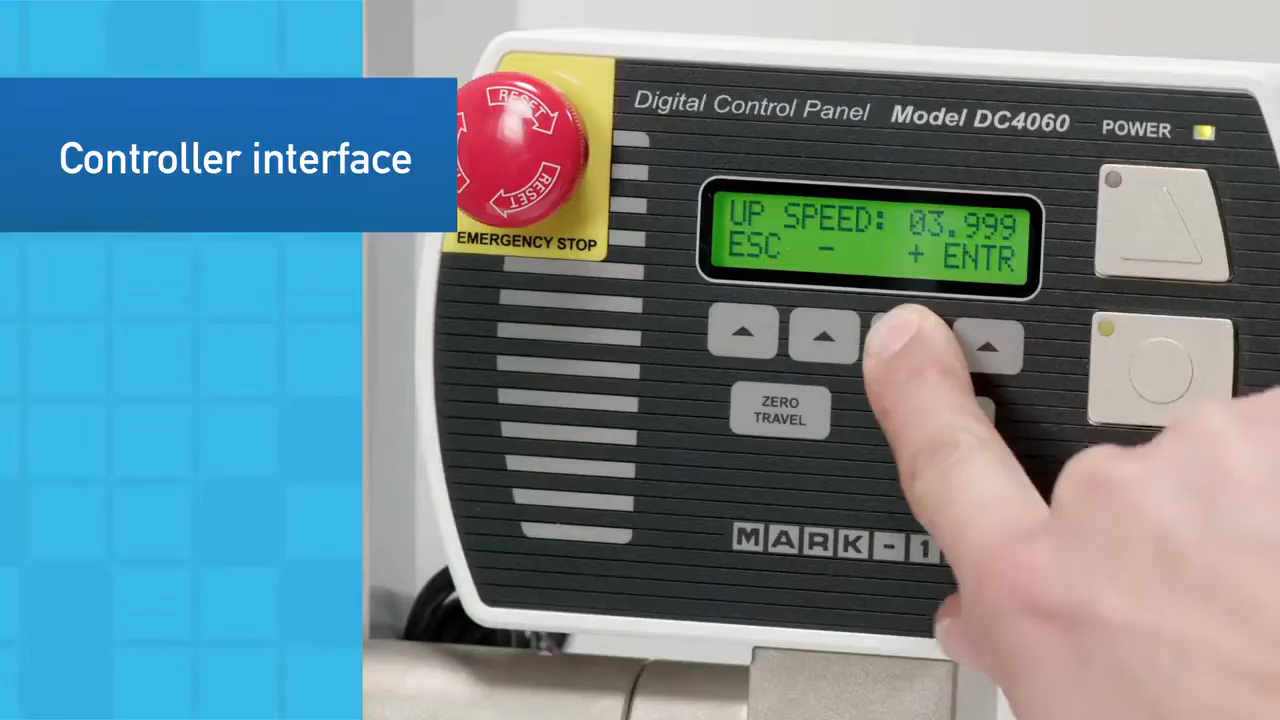 Controller interface
RESET
RESET
EMERGENCY STOP
Digital Control Panel Model DC4060
POWER
UP SPEED: 03.999
ESC - + ENTR
ZERO
TRAVEL
MARK-1